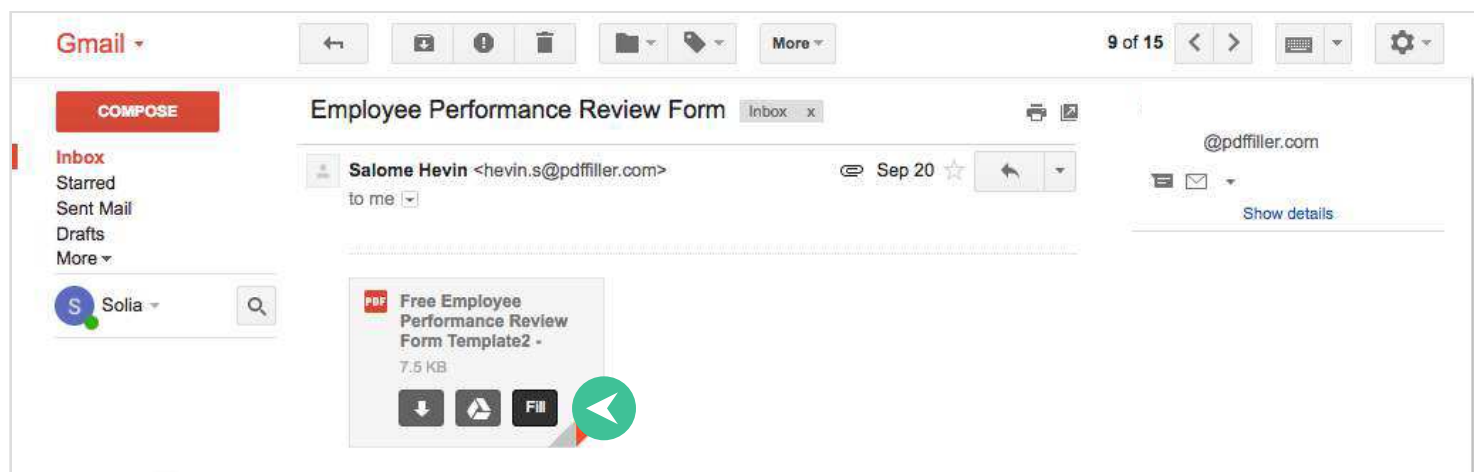 Gmail
More
9 of 15
COMPOSE
Employee Performance Review Form
Inbox x
@pdffiller.com
Inbox
Starred
Sent Mail
Drafts
More
Salome Hevin <hevin.s@pdffiller.com>
Sep 20
to me
Show details
S
Solia
PDF
Free Employee
Performance Review
Form Template2 -
7.5 KB
Fill